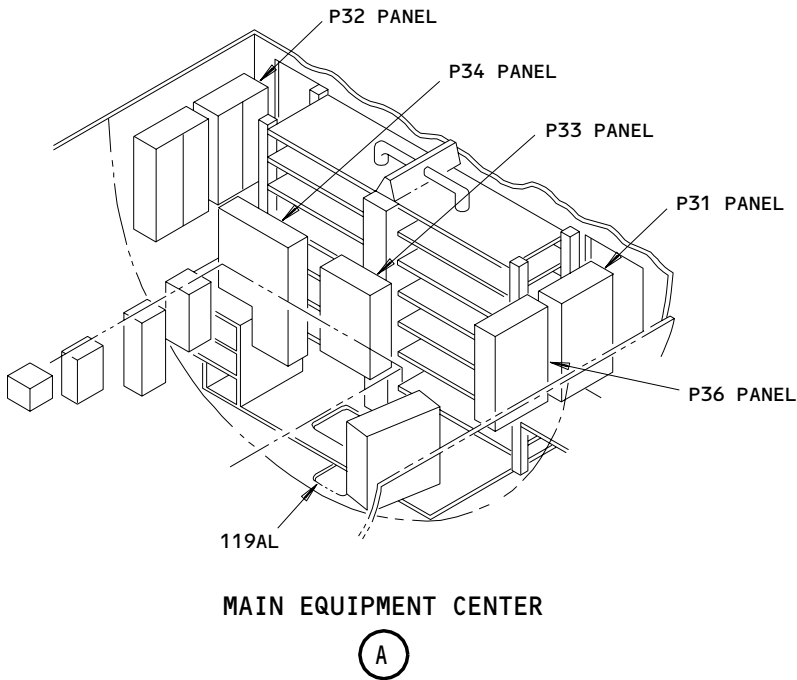 P32 PANEL
P34 PANEL
P33 PANEL
P31 PANEL
P36 PANEL
119AL
MAIN EQUIPMENT CENTER
A